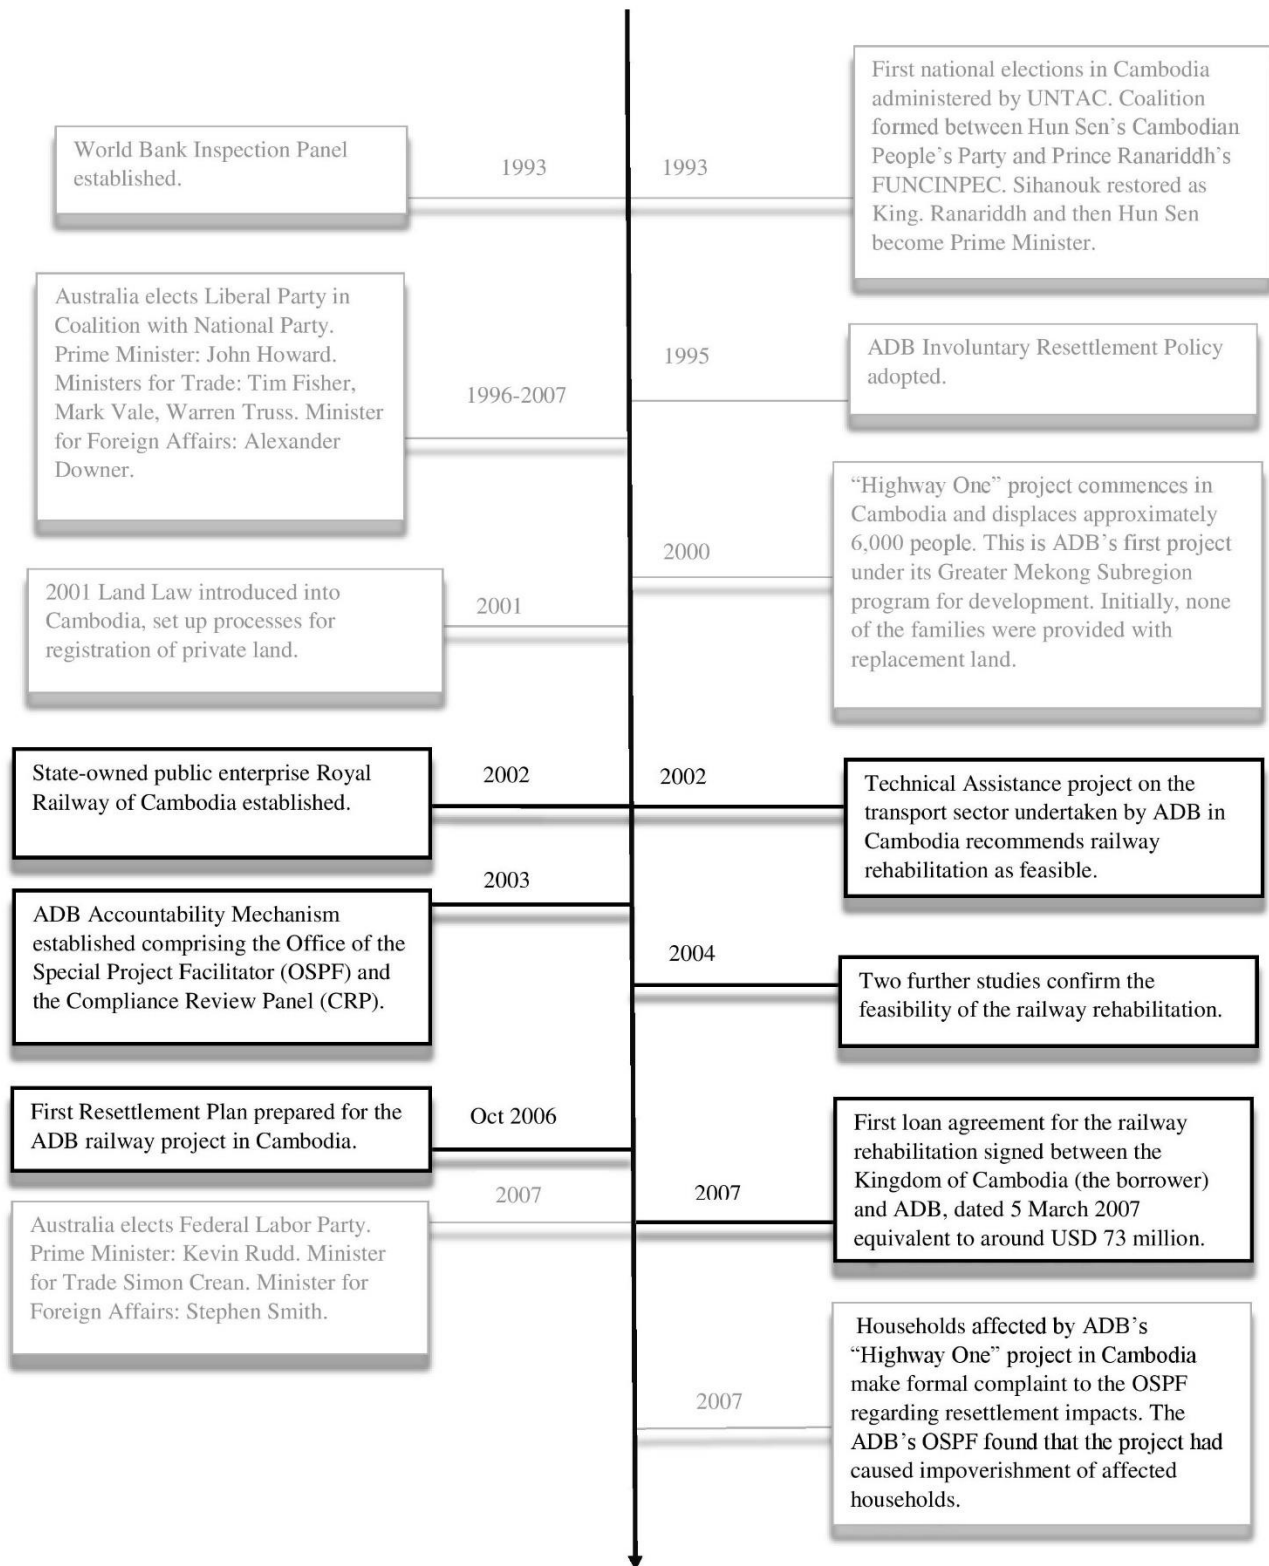 World Bank Inspection Panel
established.
1993
1993
First national elections in Cambodia
administered by UNTAC. Coalition
formed between Hun Sen’s Cambodian
People’s Party and Prince Ranariddh’s
FUNCINPEC. Sihanouk restored as
King. Ranariddh and then Hun Sen
become Prime Minister.
Australia elects Liberal Party in
Coalition with National Party.
Prime Minister: John Howard.
Ministers for Trade: Tim Fisher,
Mark Vale, Warren Truss. Minister
for Foreign Affairs: Alexander
Downer.
1996-2007
1995
ADB Involuntary Resettlement Policy
adopted.
2000
“Highway One” project commences in
Cambodia and displaces approximately
6,000 people. This is ADB’s first project
under its Greater Mekong Subregion
program for development. Initially, none
of the families were provided with
replacement land.
2001 Land Law introduced into
Cambodia, set up processes for
registration of private land.
2001
State-owned public enterprise Royal
Railway of Cambodia established.
2002
2002
Technical Assistance project on the
transport sector undertaken by ADB in
Cambodia recommends railway
rehabilitation as feasible.
2003
ADB Accountability Mechanism
established comprising the Office of the
Special Project Facilitator (OSPF) and
the Compliance Review Panel (CRP).
2004
Two further studies confirm the
feasibility of the railway rehabilitation.
First Resettlement Plan prepared for the
ADB railway project in Cambodia.
Oct 2006
2007
First loan agreement for the railway
rehabilitation signed between the
Kingdom of Cambodia (the borrower)
and ADB, dated 5 March 2007
equivalent to around USD 73 million.
2007
Australia elects Federal Labor Party.
Prime Minister: Kevin Rudd. Minister
for Trade Simon Crean. Minister for
Foreign Affairs: Stephen Smith.
2007
Households affected by ADB’s
“Highway One” project in Cambodia
make formal complaint to the OSPF
regarding resettlement impacts. The
ADB’s OSPF found that the project had
caused impoverishment of affected
households.